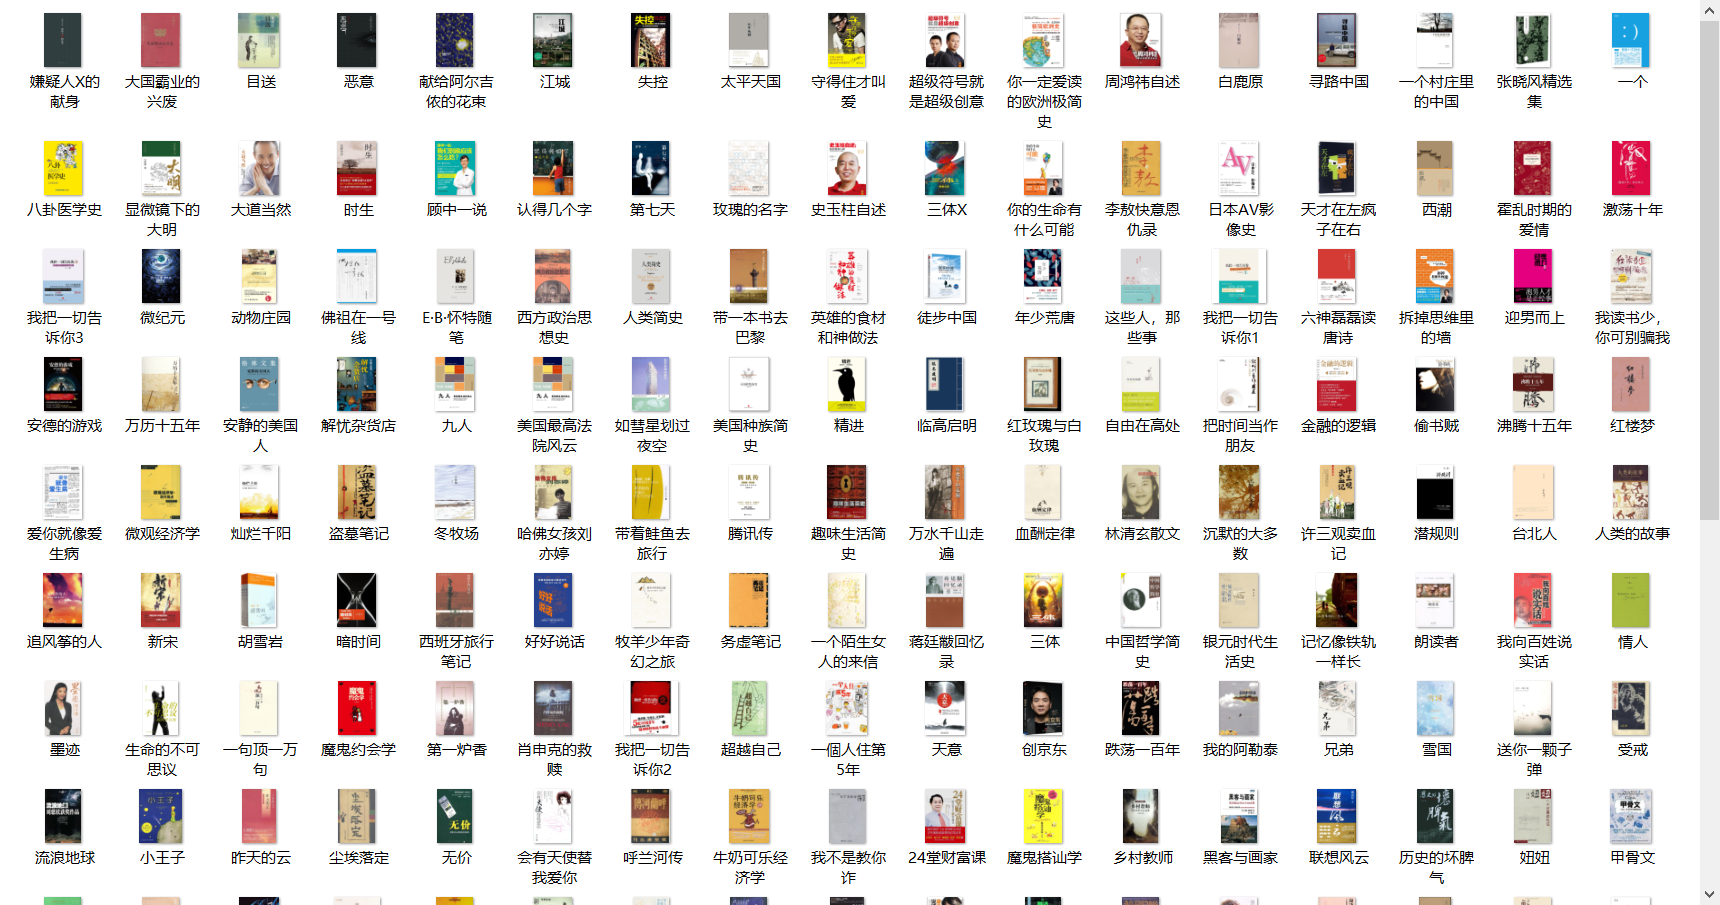 嫌疑人X的献身
大国霸业的兴废
目送
恶意
献给阿尔吉侬的花束
江城
失控
太平天国
守得住才叫爱
超级符号就是超级创意
你一定爱读的欧洲极简史
周鸿祎自述
白鹿原
寻路中国
一个村庄里的中国
张晓风精选集
一个
八卦医学史
显微镜下的大明
大道当然
时生
顾中一说
认得几个字
第七天
玫瑰的名字
史玉柱自述
三体X
你的生命有什么可能
李敖快意恩仇录
日本AV影像史
天才在左疯子在右
西潮
霍乱时期的爱情
激荡十年
我把一切告诉你3
微纪元
动物庄园
佛祖在一号线
E·B·怀特随笔
西方政治思想史
人类简史
带一本书去巴黎
英雄的食材和神做法
徒步中国
年少荒唐
这些人，那些事
我把一切告诉你1
六神磊磊读唐诗
拆掉思维里的墙
迎男而上
我读书少，你可别骗我
安德的游戏
万历十五年
安静的美国人
解忧杂货店
九人
美国最高法院风云
如彗星划过夜空
美国种族简史
精进
临高启明
红玫瑰与白玫瑰
自由在高处
把时间当作朋友
金融的逻辑
偷书贼
沸腾十五年
红楼梦
爱你就像爱生病
微观经济学
灿烂千阳
盗墓笔记
冬牧场
哈佛女孩刘亦婷
带着鲑鱼去旅行
腾讯传
趣味生活简史
万水千山走遍
血酬定律
林清玄散文
沉默的大多数
许三观卖血记
潜规则
台北人
人类的故事
追风筝的人
新宋
胡雪岩
暗时间
西班牙旅行笔记
好好说话
牧羊少年奇幻之旅
务虚笔记
一个陌生女人的来信
蒋廷黻回忆录
三体
中国哲学简史
银元时代生活史
记忆像铁轨一样长
朗读者
我向百姓说实话
情人
墨迹
生命的不可思议
一句顶一万句
魔鬼约会学
第一炉香
肖申克的救赎
我把一切告诉你2
超越自己
一個人住第5年
天意
创京东
跌荡一百年
我的阿勒泰
兄弟
雪国
送你一颗子弹
受戒
流浪地球
小王子
昨天的云
尘埃落定
无价
会有天使替我爱你
呼兰河传
牛奶可乐经济学
我不是教你诈
24堂财富课
魔鬼搭讪学
乡村教师
黑客与画家
联想风云
历史的坏脾气
妞妞
甲骨文